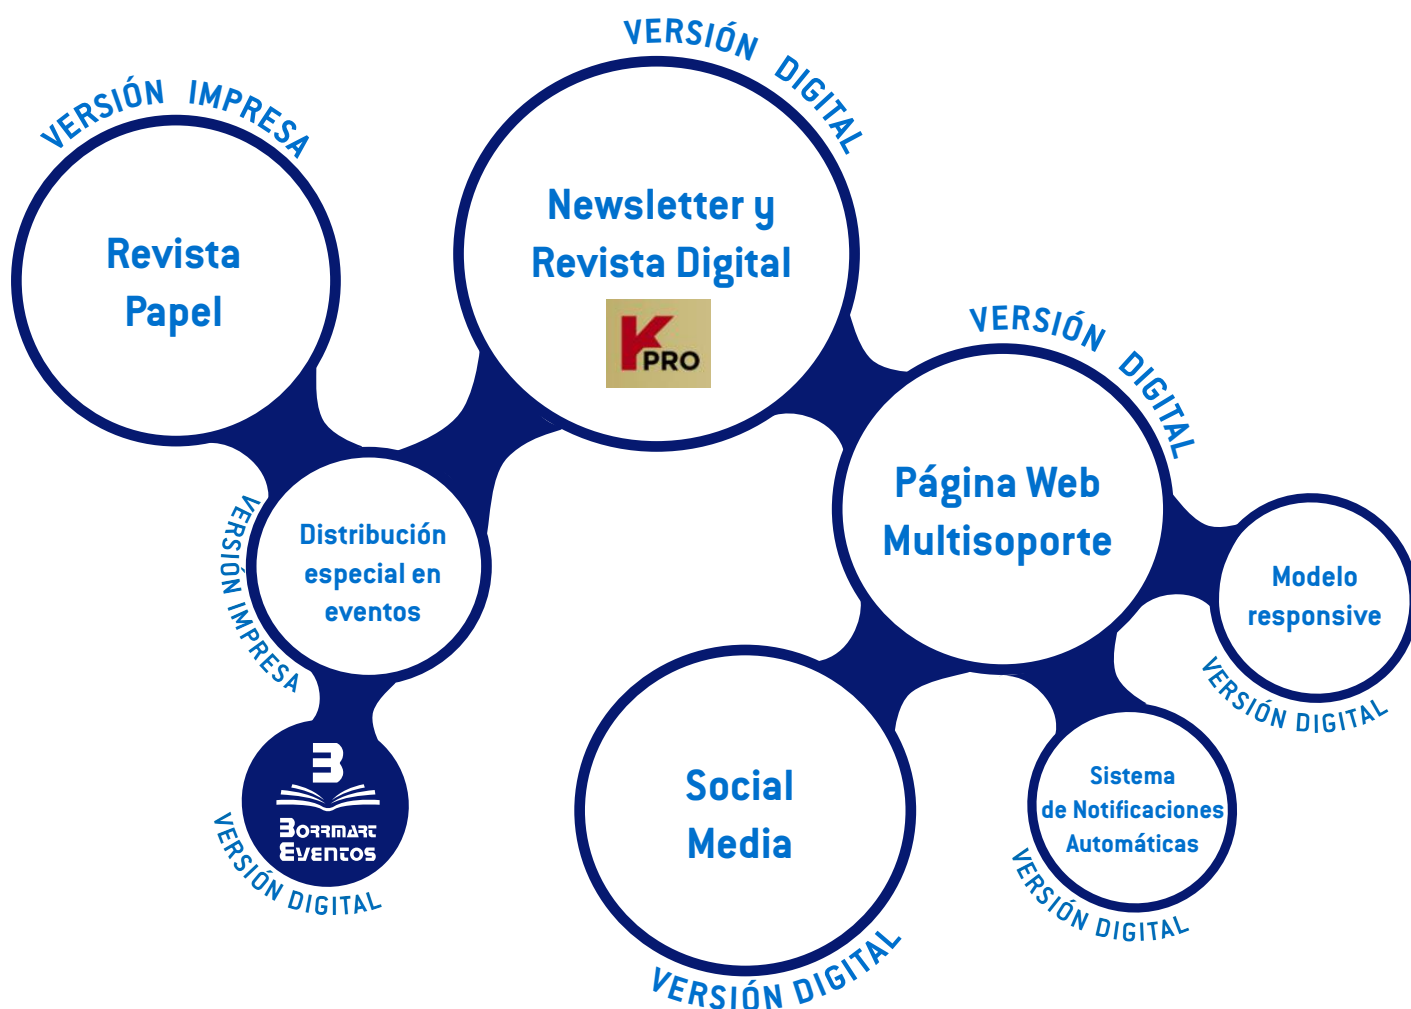 VERSIÓN IMPRESA
Revista
Papel
VERSIÓN DIGITAL
Newsletter y
Revista Digital
K
PRO
VERSIÓN DIGITAL
Página Web
Multisoporte
VERSIÓN IMPRESA
Distribución
especial en
eventos
Modelo
responsive
VERSIÓN DIGITAL
B
BORRMART
EVENTOS
VERSIÓN DIGITAL
Social
Media
VERSIÓN DIGITAL
Sistema
de Notificaciones
Automáticas
VERSIÓN DIGITAL